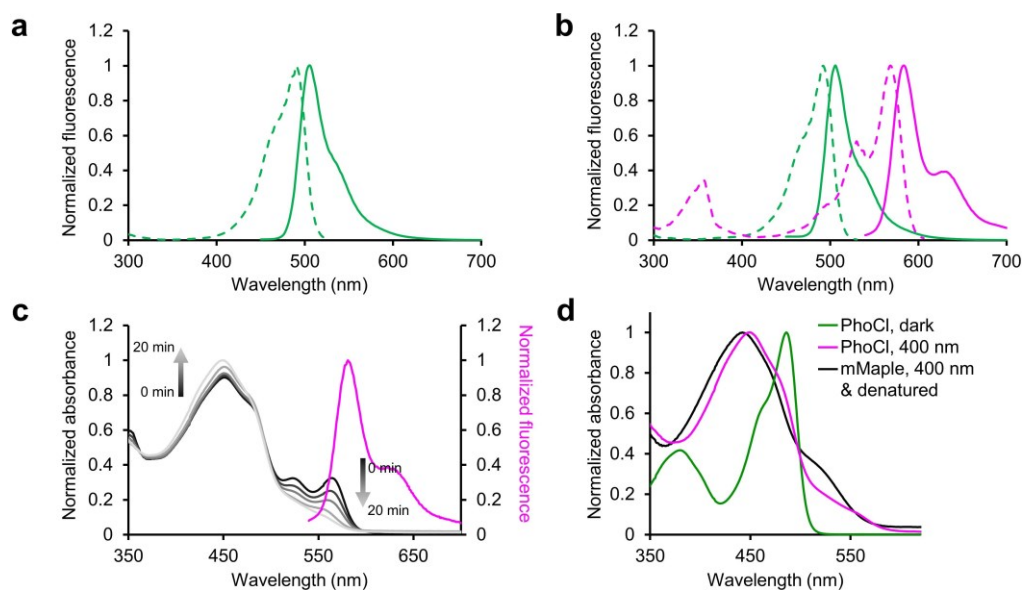 a
Normalized fluorescence
1.2
1
0.8
0.6
0.4
0.2
0
300 400 500 600 700
Wavelength (nm)
b
Normalized fluorescence
1.2
1
0.8
0.6
0.4
0.2
0
300 400 500 600 700
Wavelength (nm)
c
Normalized absorbance
1.2
1
0.8
0.6
0.4
0.2
0
20 min
0 min
0 min
20 min
1.2
1
0.8
0.6
0.4
0.2
0
Normalized fluorescence
350 450 550 650
Wavelength (nm)
d
Normalized absorbance
1
0.8
0.6
0.4
0.2
0
PhoCl, dark
PhoCl, 400 nm
mMaple, 400 nm
& denatured
350 450 550
Wavelength (nm)